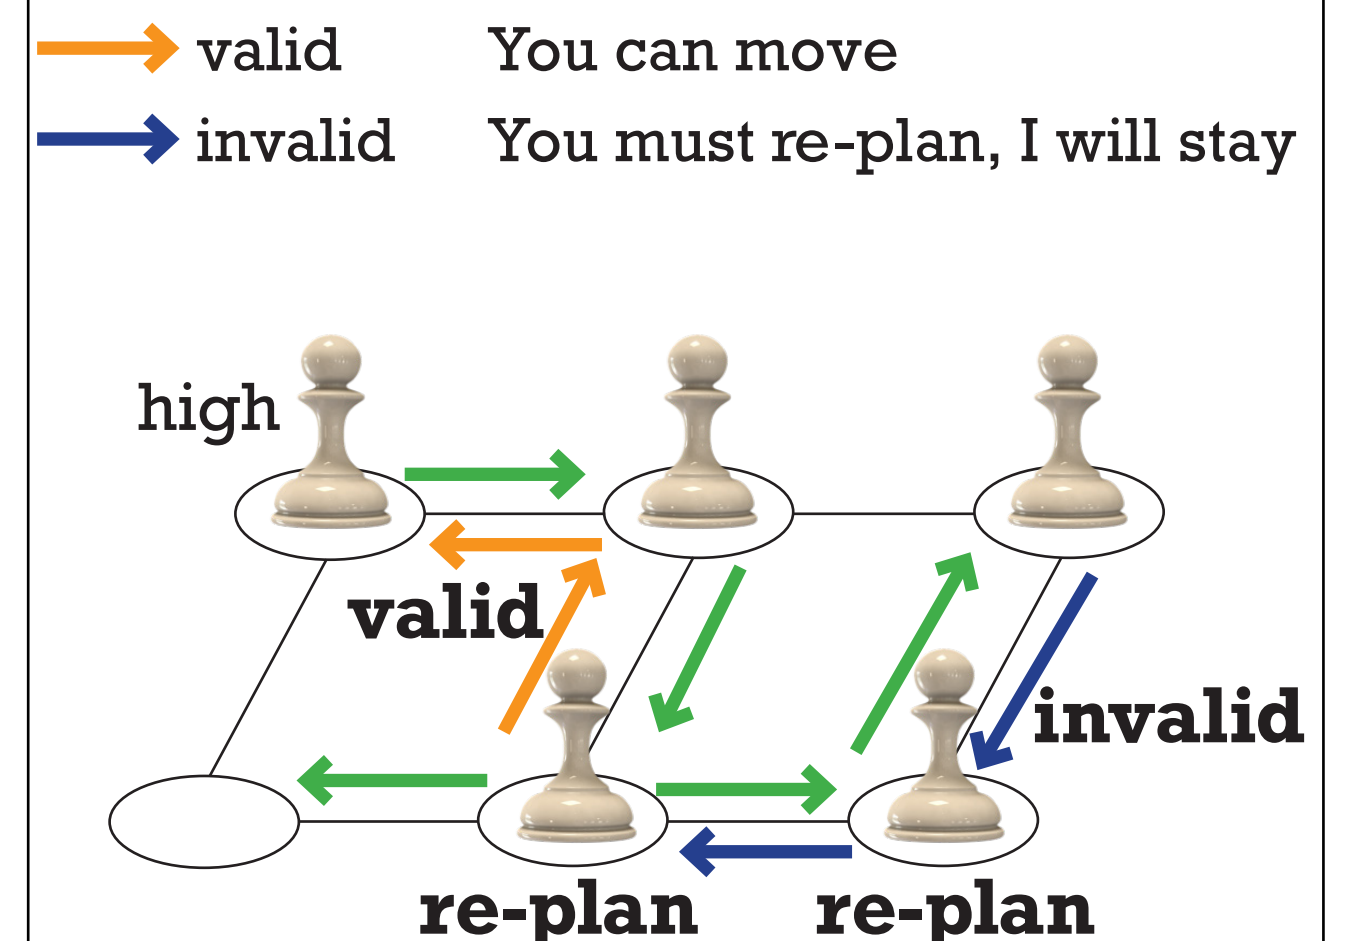 valid You can move
invalid You must re-plan, I will stay
high
valid
invalid
re-plan re-plan